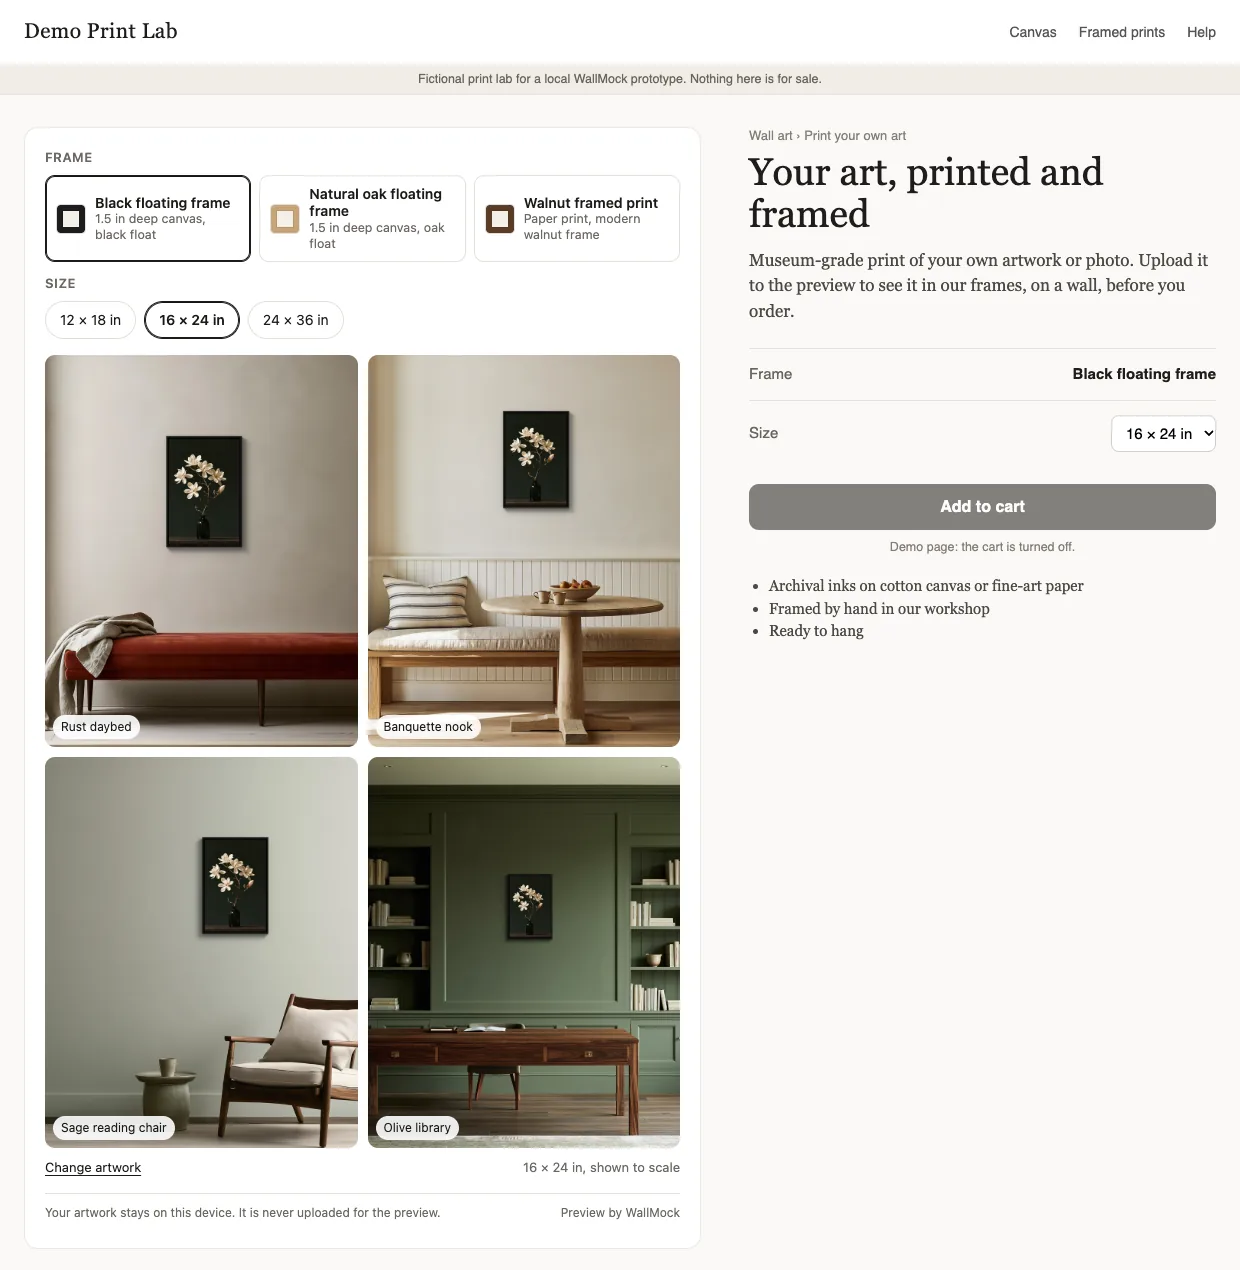 Demo Print Lab
Canvas
Framed prints
Help
Fictional print lab for a local WallMock prototype. Nothing here is for sale.
FRAME
Black floating frame
1.5 in deep canvas,
black float
Natural oak floating
frame
1.5 in deep canvas, oak
float
Walnut framed print
Paper print, modern
walnut frame
SIZE
12 × 18 in
16 × 24 in
24 × 36 in
Rust daybed
Banquette nook
Sage reading chair
Olive library
Change artwork
16 × 24 in, shown to scale
Your artwork stays on this device. It is never uploaded for the preview.
Preview by WallMock
Wall art › Print your own art
Your art, printed and
framed
Museum-grade print of your own artwork or photo. Upload it
to the preview to see it in our frames, on a wall, before you
order.
Frame
Black floating frame
Size
16 × 24 in
Add to cart
Demo page: the cart is turned off.
• Archival inks on cotton canvas or fine-art paper
• Framed by hand in our workshop
• Ready to hang